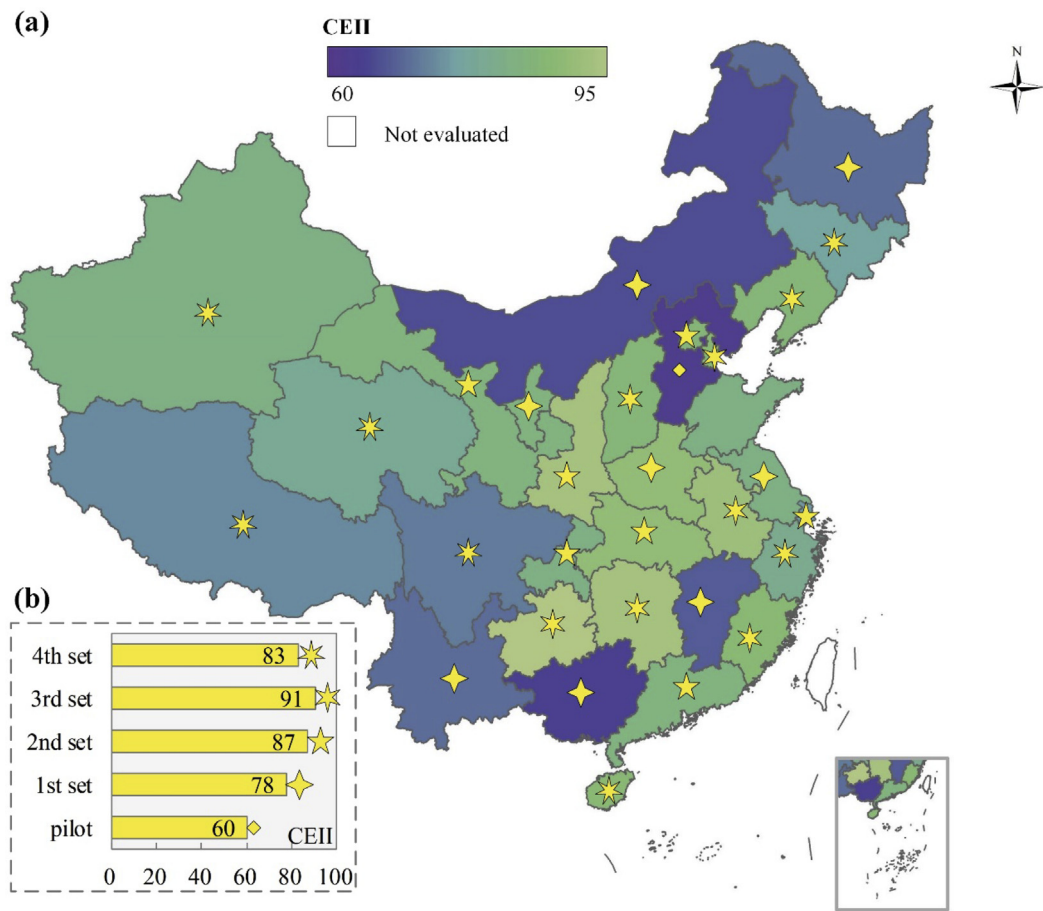 (a)
CEII
60 95
Not evaluated
N
(b)
4th set 83
3rd set 91
2nd set 87
1st set 78
pilot 60 CEII
0 20 40 60 80 100